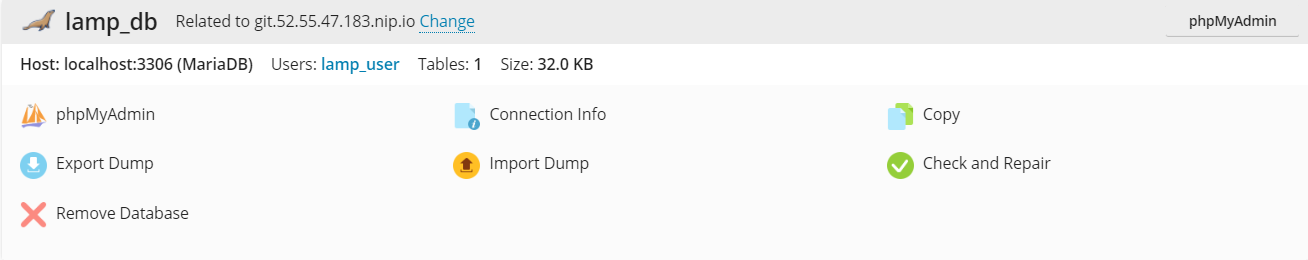 lamp_db Related to git.52.55.47.183.nip.io Change phpMyAdmin
Host: localhost:3306 (MariaDB) Users: lamp_user Tables: 1 Size: 32.0 KB
phpMyAdmin Connection Info Copy
Export Dump Import Dump Check and Repair
Remove Database